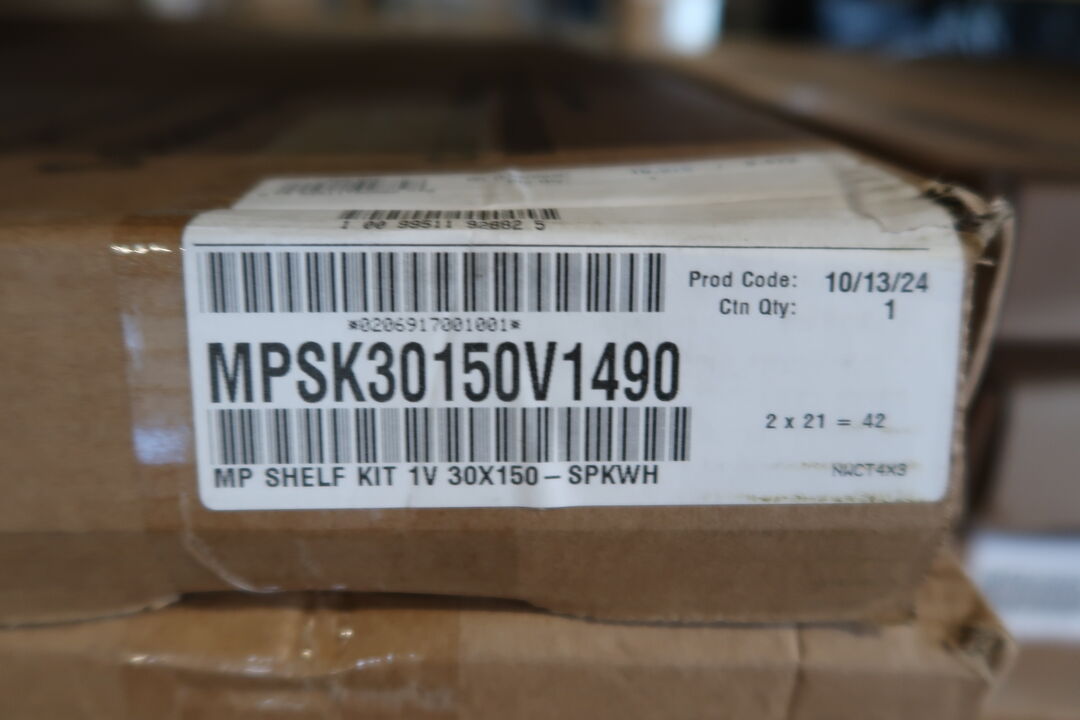 1 00 99511 92882 5
Prod Code: 10/13/24
Ctn Qty: 1
*0206917001001*
MPSK30150V1490
2 x 21 = 42
MP SHELF KIT 1V 30X150-SPKWH
NWCT4X8